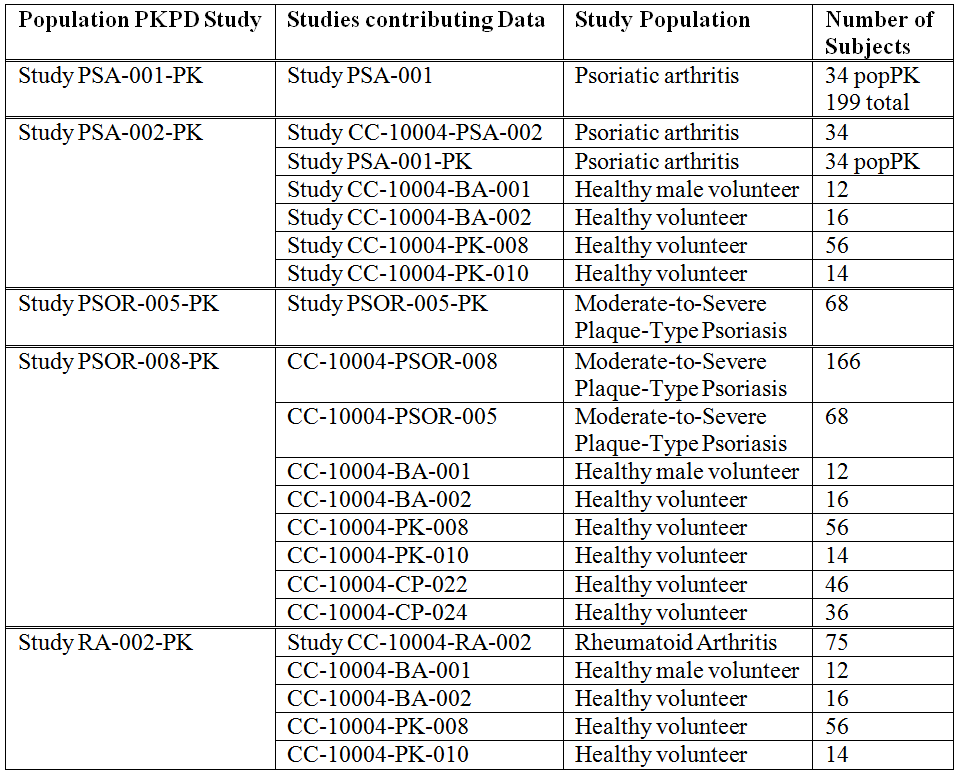 Population PKPD Study Studies contributing Data Study Population Number of
Subjects
Study PSA-001-PK Study PSA-001 Psoriatic arthritis 34 popPK
199 total
Study PSA-002-PK Study CC-10004-PSA-002 Psoriatic arthritis 34
Study PSA-001-PK Psoriatic arthritis 34 popPK
Study CC-10004-BA-001 Healthy male volunteer 12
Study CC-10004-BA-002 Healthy volunteer 16
Study CC-10004-PK-008 Healthy volunteer 56
Study CC-10004-PK-010 Healthy volunteer 14
Study PSOR-005-PK Study PSOR-005-PK Moderate-to-Severe 68
Plaque-Type Psoriasis
Study PSOR-008-PK CC-10004-PSOR-008 Moderate-to-Severe 166
Plaque-Type Psoriasis
CC-10004-PSOR-005 Moderate-to-Severe 68
Plaque-Type Psoriasis
CC-10004-BA-001 Healthy male volunteer 12
CC-10004-BA-002 Healthy volunteer 16
CC-10004-PK-008 Healthy volunteer 56
CC-10004-PK-010 Healthy volunteer 14
CC-10004-CP-022 Healthy volunteer 46
CC-10004-CP-024 Healthy volunteer 36
Study RA-002-PK Study CC-10004-RA-002 Rheumatoid Arthritis 75
CC-10004-BA-001 Healthy male volunteer 12
CC-10004-BA-002 Healthy volunteer 16
CC-10004-PK-008 Healthy volunteer 56
CC-10004-PK-010 Healthy volunteer 14